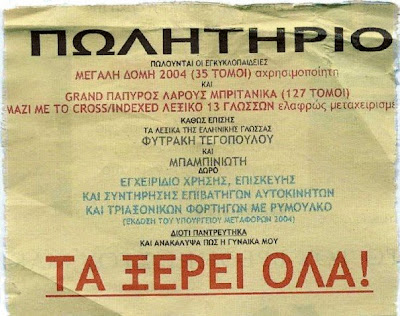 ΠΩΛΗΤΗΡΙΟ
ΠΩΛΟΥΝΤΑΙ ΟΙ ΕΓΚΥΚΛΟΠΑΙΔΕΙΕΣ
ΜΕΓΑΛΗ ΔΟΜΗ 2004 (35 ΤΟΜΟΙ) αχρησιμοποίητη
ΚΑΙ
GRAND ΠΑΠΥΡΟΣ ΛΑΡΟΥΣ ΜΠΡΙΤΑΝΙΚΑ (127 ΤΟΜΟΙ)
ΜΑΖΙ ΜΕ ΤΟ CROSS/INDEXED ΛΕΞΙΚΟ 13 ΓΛΩΣΣΩΝ ελαφρώς μεταχειρισμέ
ΚΑΘΩΣ ΕΠΙΣΗΣ
ΤΑ ΛΕΞΙΚΑ ΤΗΣ ΕΛΛΗΝΙΚΗΣ ΓΛΩΣΣΑΣ
ΦΥΤΡΑΚΗ ΤΕΓΟΠΟΥΛΟΥ
ΚΑΙ
ΜΠΑΜΠΙΝΙΩΤΗ
ΔΩΡΟ
ΕΓΧΕΙΡΙΔΙΟ ΧΡΗΣΗΣ, ΕΠΙΣΚΕΥΗΣ
ΚΑΙ ΣΥΝΤΗΡΗΣΗΣ ΕΠΙΒΑΤΗΓΩΝ ΑΥΤΟΚΙΝΗΤΩΝ
ΚΑΙ ΤΡΙΑΞΟΝΙΚΩΝ ΦΟΡΤΗΓΩΝ ΜΕ ΡΥΜΟΥΛΚΟ
(ΕΚΔΟΣΗ ΤΟΥ ΥΠΟΥΡΓΕΙΟΥ ΜΕΤΑΦΟΡΩΝ 2004)
ΔΙΟΤΙ ΠΑΝΤΡΕΥΤΗΚΑ
ΚΑΙ ΑΝΑΚΑΛΥΨΑ ΠΩΣ Η ΓΥΝΑΙΚΑ ΜΟΥ
ΤΑ ΞΕΡΕΙ ΟΛΑ!